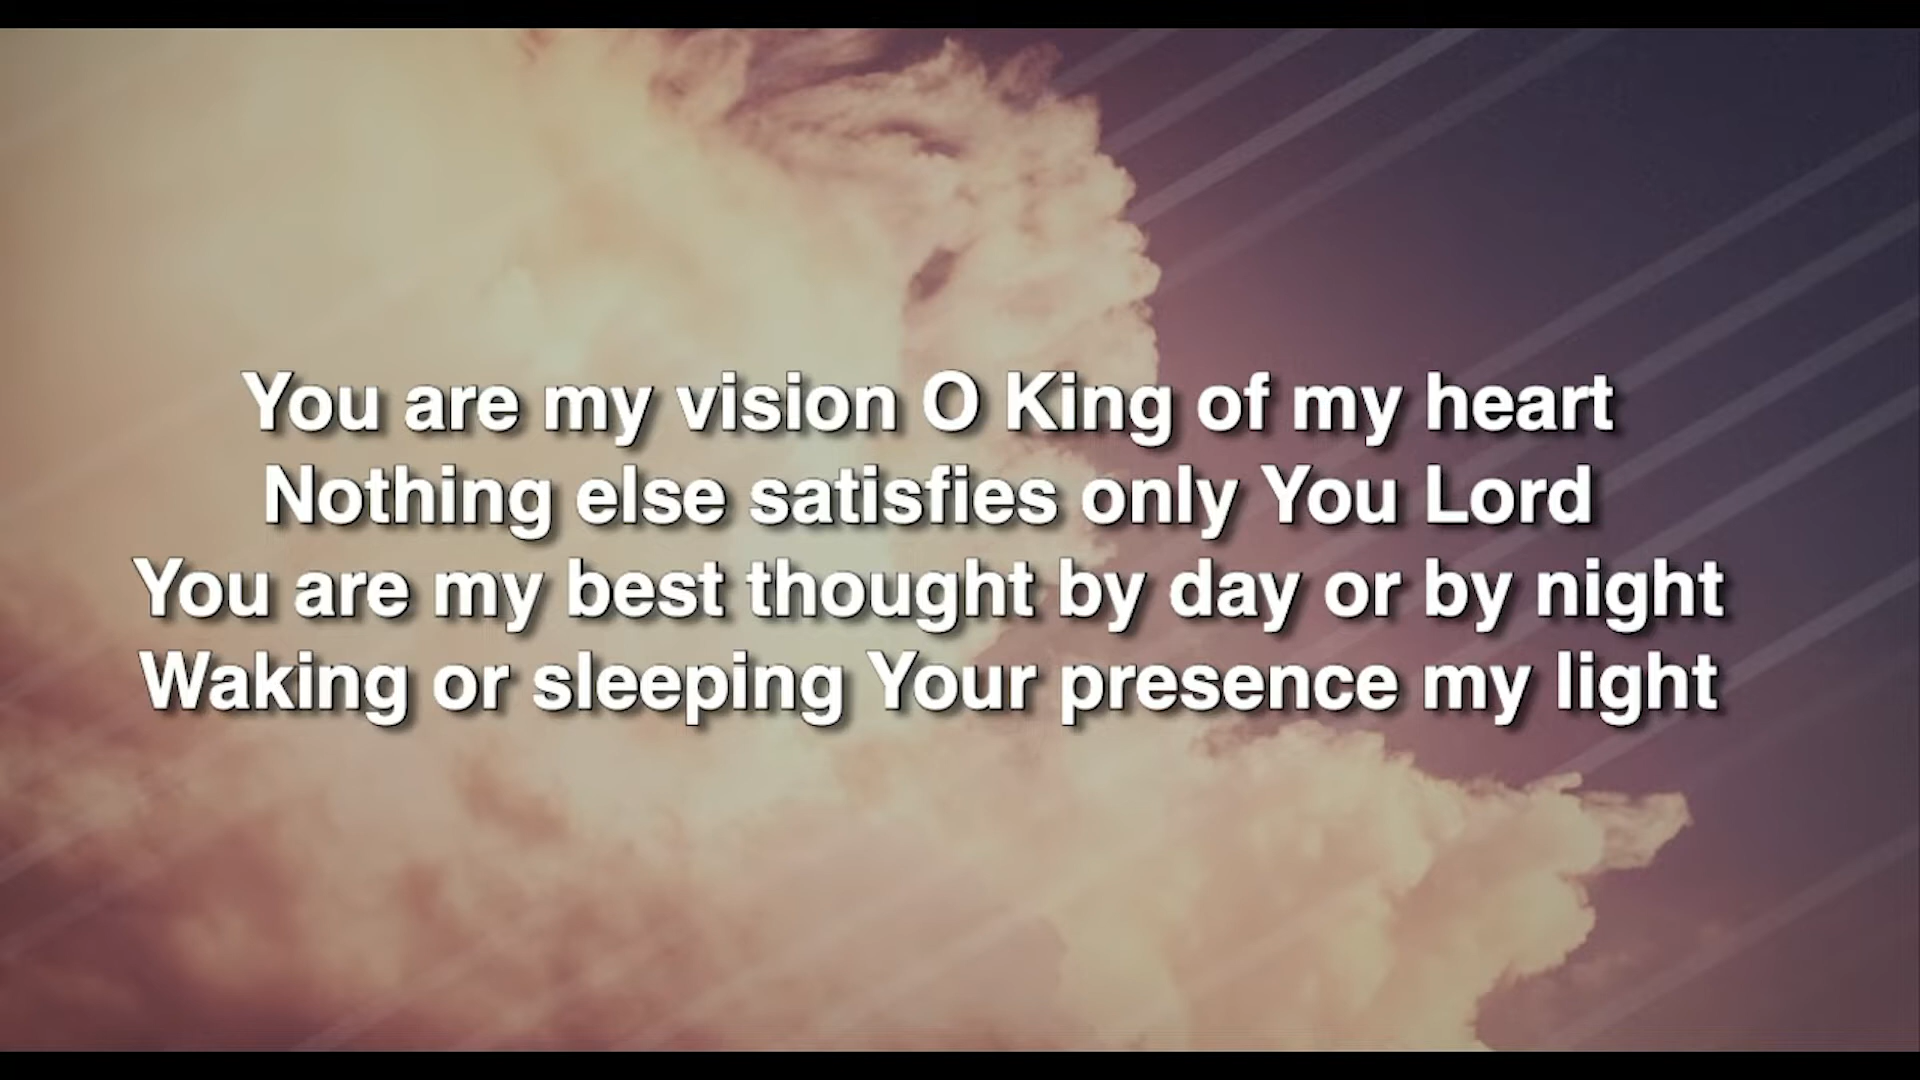 You are my vision O King of my heart
Nothing else satisfies only You Lord
You are my best thought by day or by night
Waking or sleeping Your presence my light